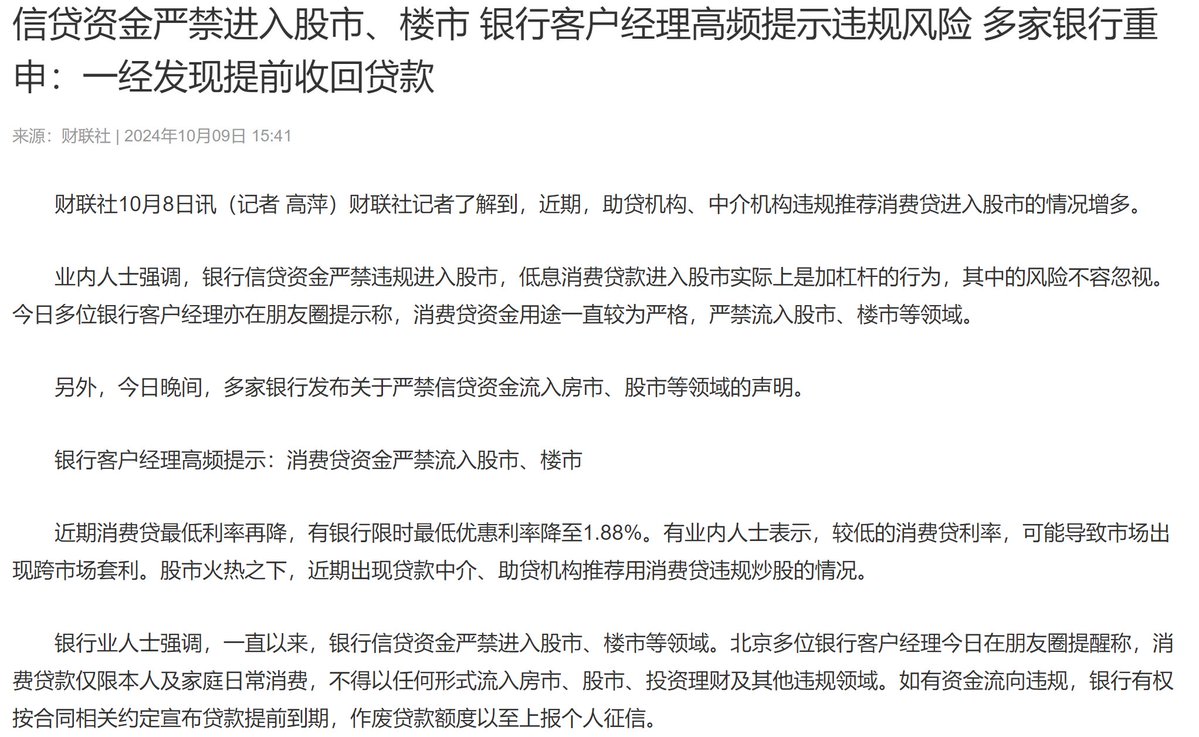 信贷资金严禁进入股市、楼市 银行客户经理高频提示违规风险 多家银行重
申：一经发现提前收回贷款
来源：财联社 | 2024年10月09日 15:41
财联社10月8日讯（记者 高萍）财联社记者了解到，近期，助贷机构、中介机构违规推荐消费贷进入股市的情况增多。
业内人士强调，银行信贷资金严禁违规进入股市，低息消费贷款进入股市实际上是加杠杆的行为，其中的风险不容忽视。
今日多位银行客户经理亦在朋友圈提示称，消费贷资金用途一直较为严格，严禁流入股市、楼市等领域。
另外，今日晚间，多家银行发布关于严禁信贷资金流入房市、股市等领域的声明。
银行客户经理高频提示：消费贷资金严禁流入股市、楼市
近期消费贷最低利率再降，有银行限时最低优惠利率降至1.88%。有业内人士表示，较低的消费贷利率，可能导致市场出
现跨市场套利。股市火热之下，近期出现贷款中介、助贷机构推荐用消费贷违规炒股的情况。
银行业人士强调，一直以来，银行信贷资金严禁进入股市、楼市等领域。北京多位银行客户经理今日在朋友圈提醒称，消
费贷款仅限本人及家庭日常消费，不得以任何形式流入房市、股市、投资理财及其他违规领域。如有资金流向违规，银行有权
按合同相关约定宣布贷款提前到期，作废贷款额度以至上报个人征信。